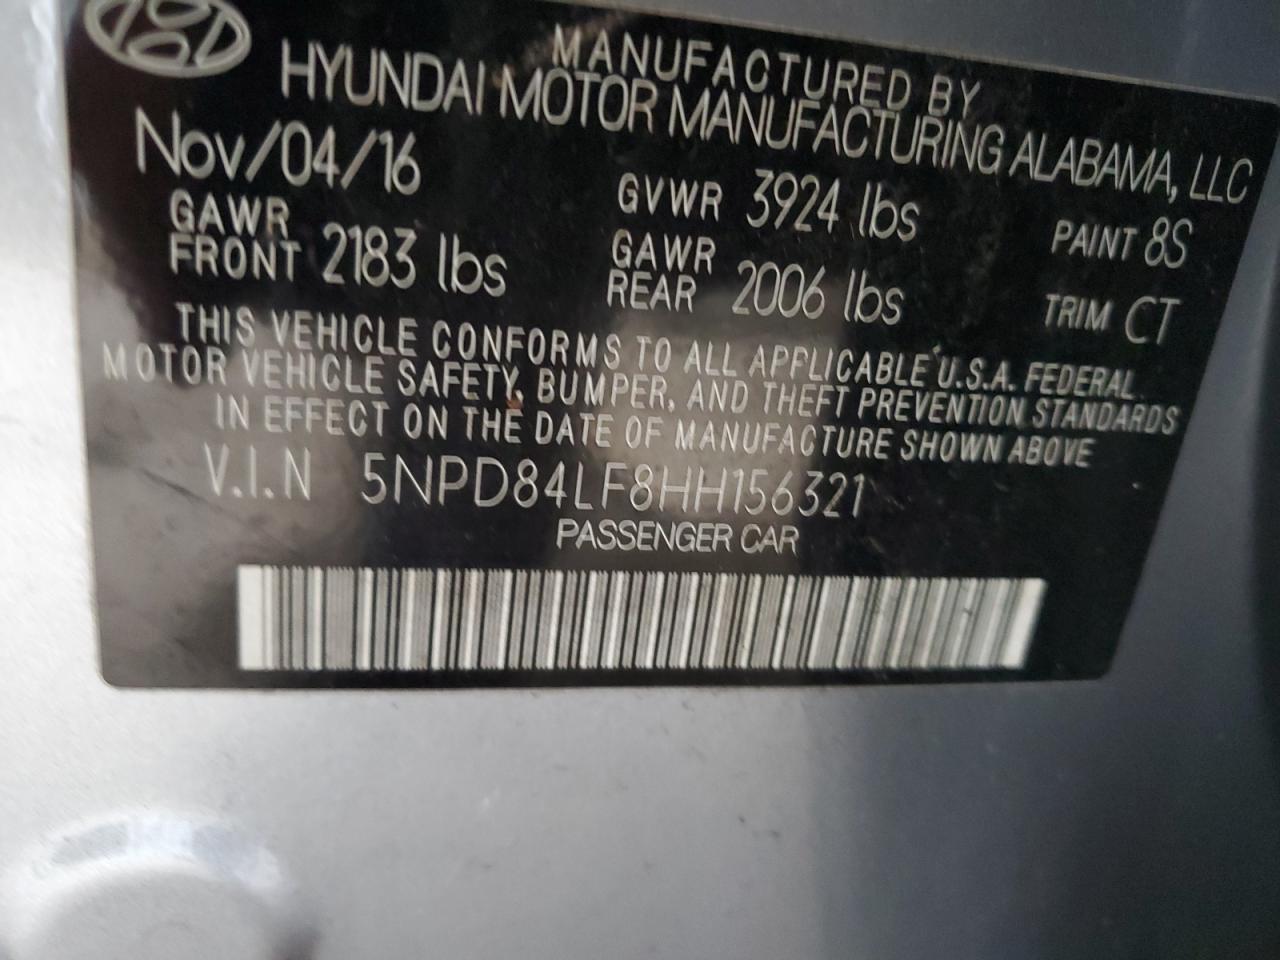 MANUFACTURED BY
HYUNDAI MOTOR MANUFACTURING ALABAMA, LLC
Nov/04/16 GVWR 3924 lbs PAINT 8S
GAWR FRONT 2183 lbs GAWR REAR 2006 lbs TRIM CT
THIS VEHICLE CONFORMS TO ALL APPLICABLE U.S.A. FEDERAL
MOTOR VEHICLE SAFETY, BUMPER, AND THEFT PREVENTION STANDARDS
IN EFFECT ON THE DATE OF MANUFACTURE SHOWN ABOVE
V.I.N 5NPD84LF8HH156321
PASSENGER CAR